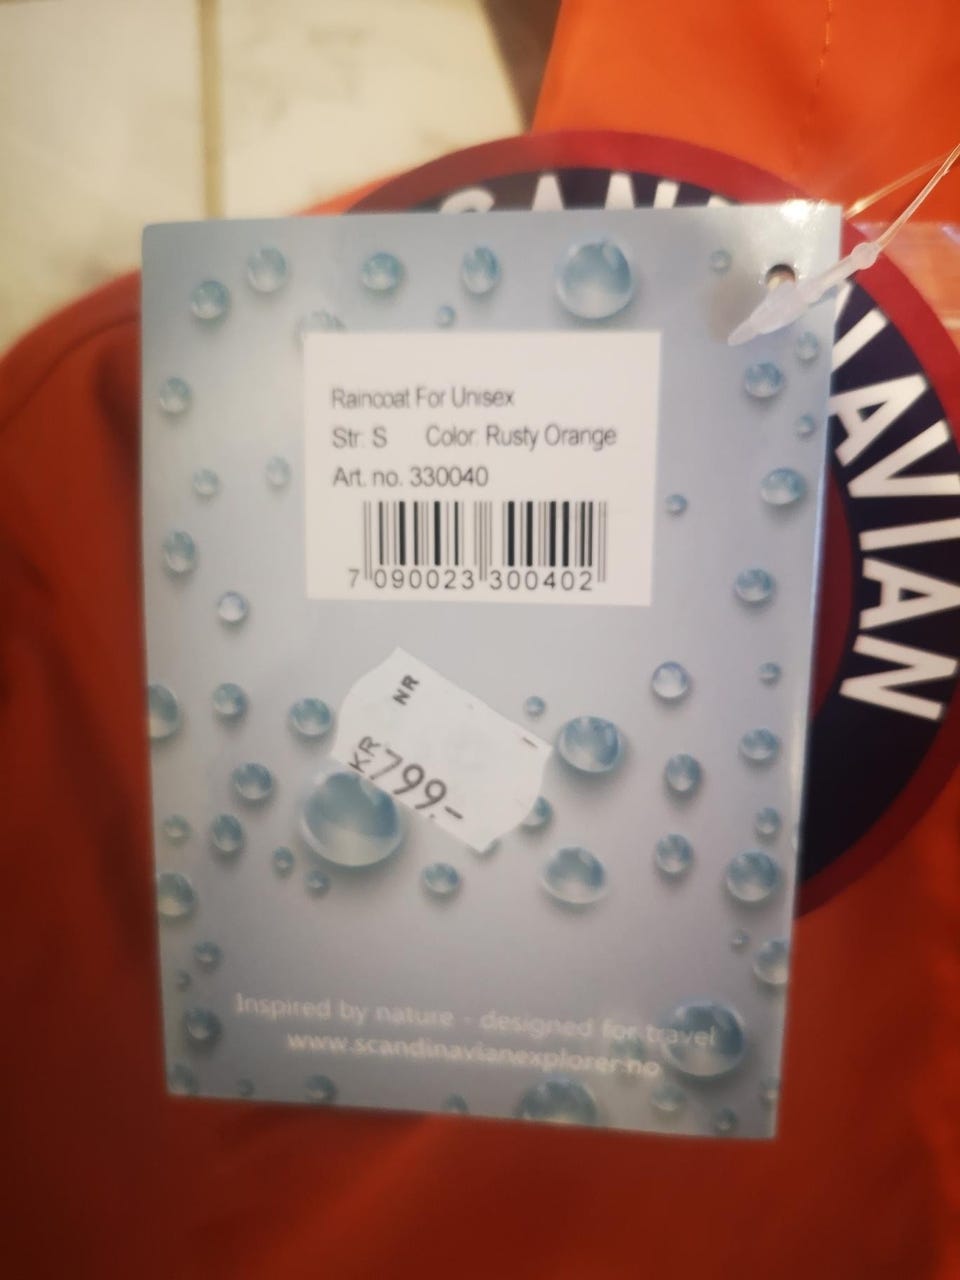 SCANDINAVIAN
Raincoat For Unisex
Str: S Color: Rusty Orange
Art. no. 330040
7 090023 300402
NR
KR 799,-
Inspired by nature - designed for travel
www.scandinavianexplorer.no